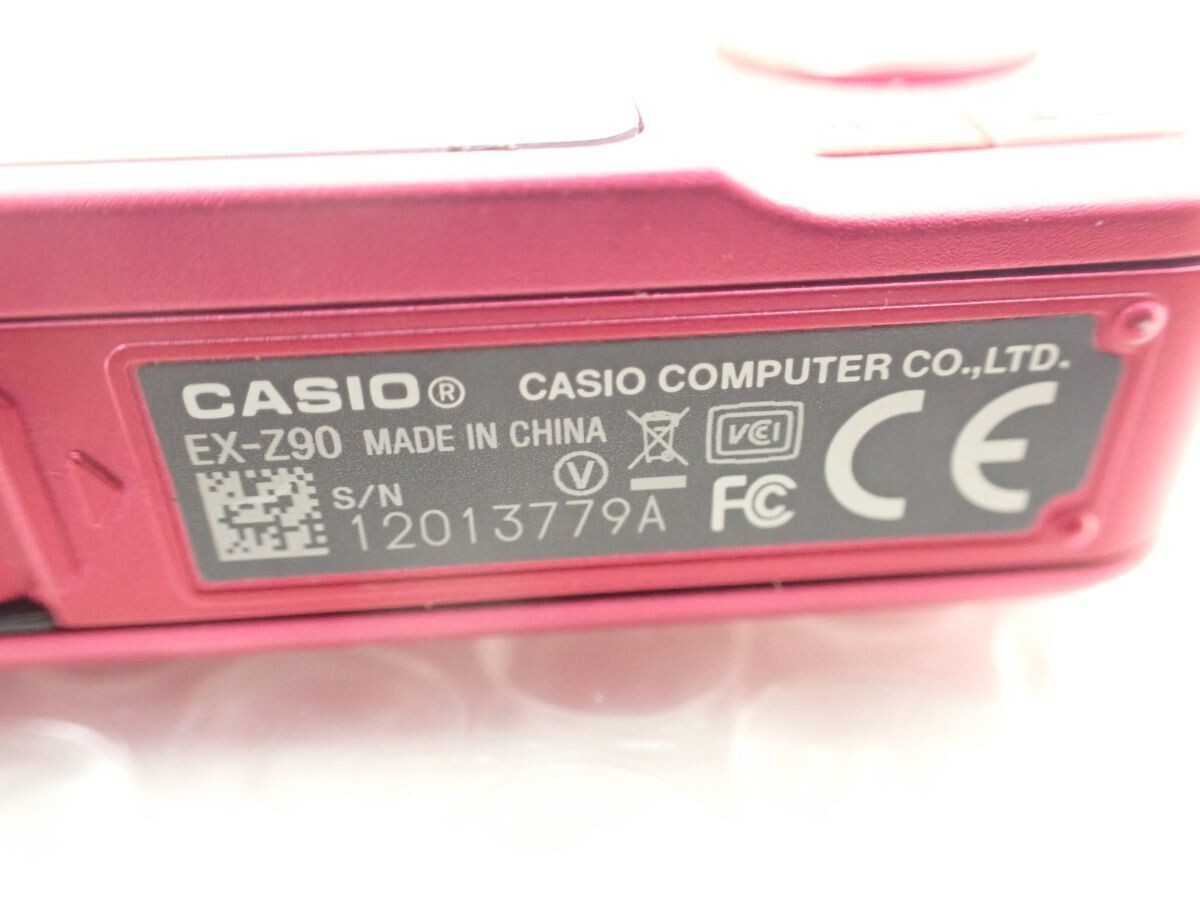 CASIO® CASIO COMPUTER CO.,LTD.
EX-Z90 MADE IN CHINA
V VCI
S/N
12013779A FC CE